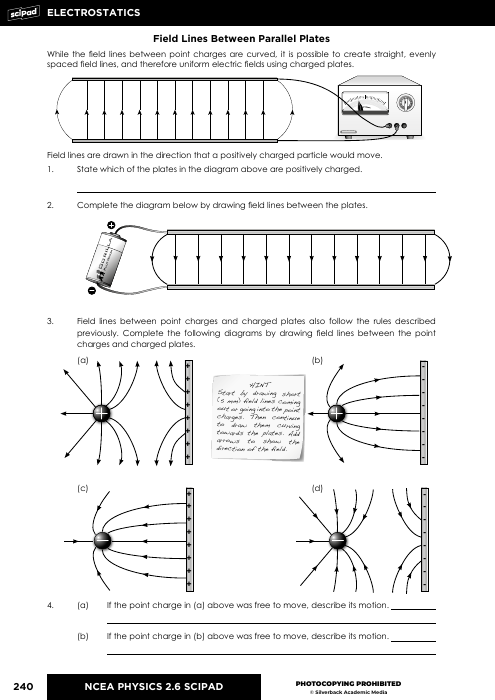 scipad ELECTROSTATICS
Field Lines Between Parallel Plates
While the field lines between point charges are curved, it is possible to create straight, evenly
spaced field lines, and therefore uniform electric fields using charged plates.
Field lines are drawn in the direction that a positively charged particle would move.
1. State which of the plates in the diagram above are positively charged.
2. Complete the diagram below by drawing field lines between the plates.
3. Field lines between point charges and charged plates also follow the rules described
previously. Complete the following diagrams by drawing field lines between the point
charges and charged plates.
(a)
(b)
HINT
Start by drawing short
(5 mm) field lines coming
out or going into the point
charges. Then continue
to draw them curving
towards the plates. Add
arrows to show the
direction of the field.
(c)
(d)
4. (a) If the point charge in (a) above was free to move, describe its motion.
(b) If the point charge in (b) above was free to move, describe its motion.
240 NCEA PHYSICS 2.6 SCIPAD
PHOTOCOPYING PROHIBITED
© Silverback Academic Media